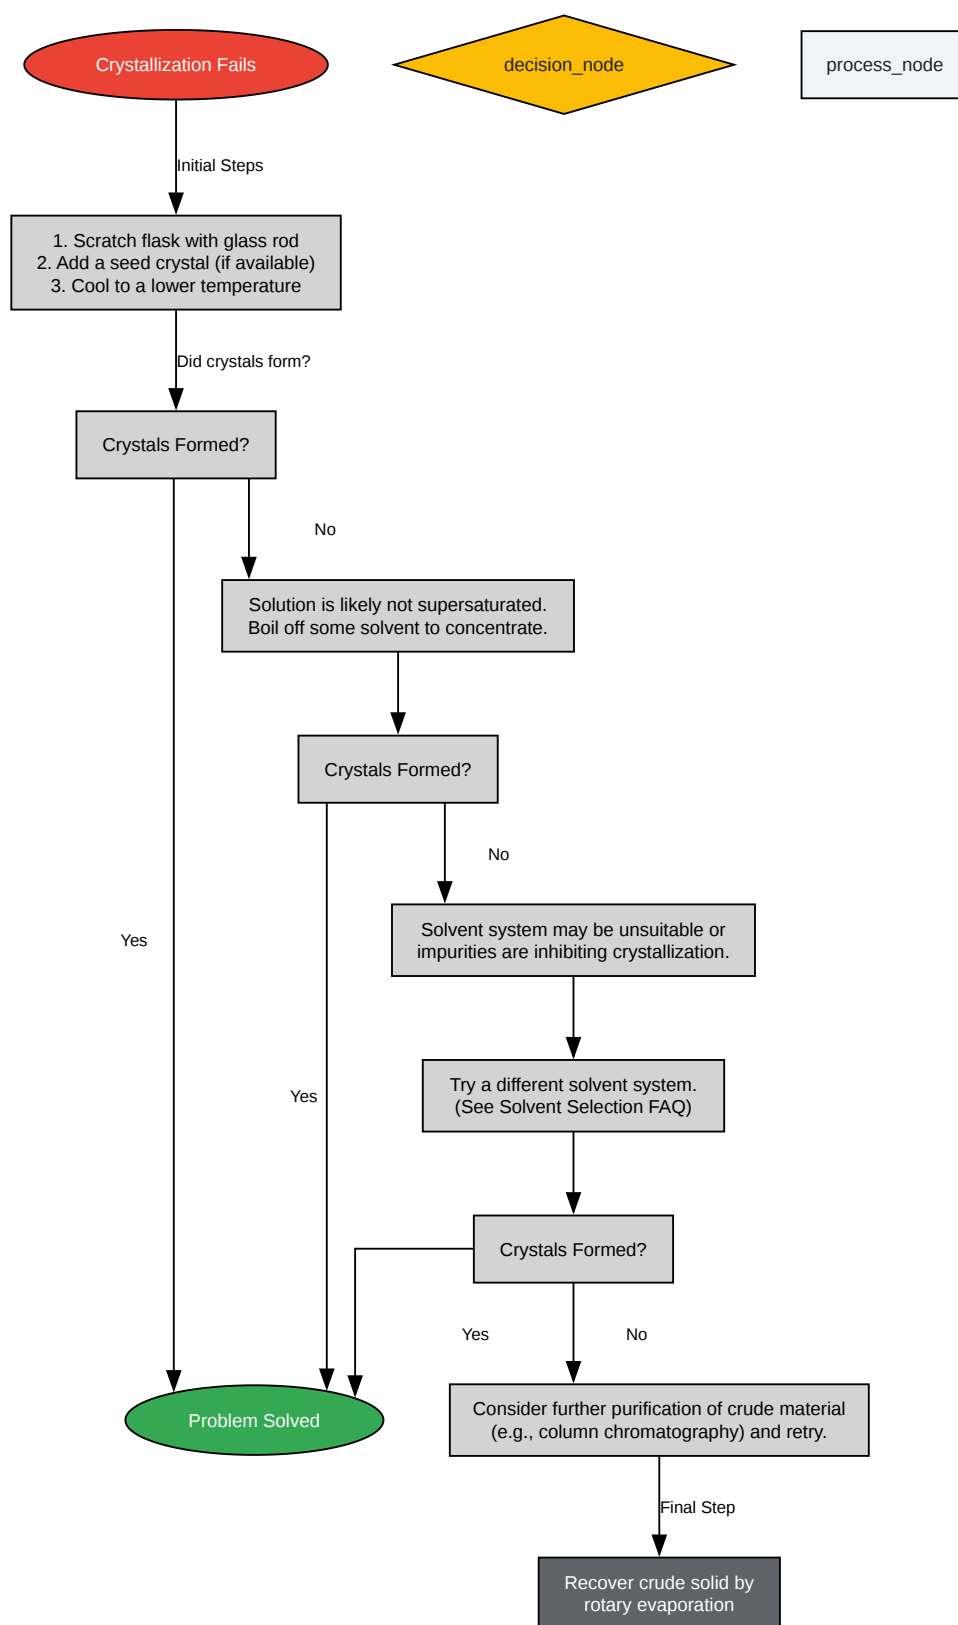 Crystallization Fails
decision_node
process_node
Initial Steps
1. Scratch flask with glass rod
2. Add a seed crystal (if available)
3. Cool to a lower temperature
Did crystals form?
Crystals Formed?
No
Solution is likely not supersaturated.
Boil off some solvent to concentrate.
Crystals Formed?
No
Solvent system may be unsuitable or
impurities are inhibiting crystallization.
Yes
Try a different solvent system.
(See Solvent Selection FAQ)
Yes
Crystals Formed?
Yes
No
Problem Solved
Consider further purification of crude material
(e.g., column chromatography) and retry.
Final Step
Recover crude solid by
rotary evaporation